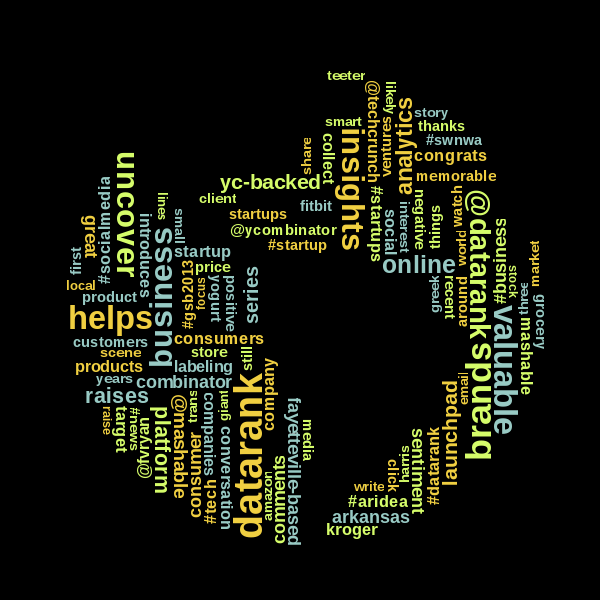 teeter
likely
@techcrunch
ventures
analytics
story
smart
thanks
share
collect
insights
#swnwa
congrats
uncover
yc-backed
memorable
#socialmedia
lines
client
#startups
negative
watch
@datarank
fitbit
startups
small
great
introduces
social
interest
things
#business
@ycombinator
#startup
business
first
startup
online
world
market
price
#gsb2013
focus
yogurt
positive
series
local
product
greek
recent
around
stock
three
grocery
helps
brandspunk
valuable
mashable
customers
consumers
scene
store
still
products
labeling
company
years
combinator
email
raises
datarank
launchpad
raise
target
#news
@hrryan
platform
@mashable
consumer
trends
companies
#tech
giant
conversation
amazon
comments
fayetteville-based
media
sentiment
harris
click
#datarank
write
#aridea
arkansas
kroger